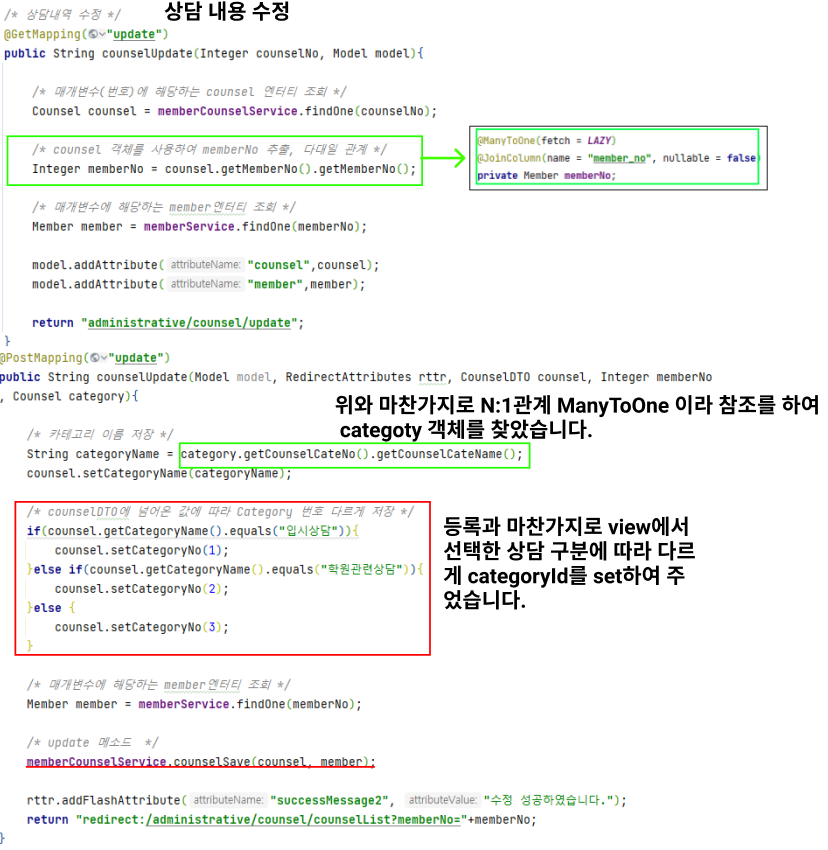 /* 상담내역 수정 */ 상담 내용 수정
@GetMapping("update")
public String counselUpdate(Integer counselNo, Model model){
/* 매개변수(번호)에 해당하는 counsel 엔터티 조회 */
Counsel counsel = memberCounselService.findOne(counselNo);
/* counsel 객체를 사용하여 memberNo 추출, 다대일 관계 */
Integer memberNo = counsel.getMemberNo().getMemberNo();
@ManyToOne(fetch = LAZY)
@JoinColumn(name = "member_no", nullable = false)
private Member memberNo;
/* 매개변수에 해당하는 member엔터티 조회 */
Member member = memberService.findOne(memberNo);
model.addAttribute( attributeName: "counsel",counsel);
model.addAttribute( attributeName: "member",member);
return "administrative/counsel/update";
}
@PostMapping("update")
public String counselUpdate(Model model, RedirectAttributes rttr, CounselDTO counsel, Integer memberNo
, Counsel category){
위와 마찬가지로 N:1관계 ManyToOne 이라 참조를 하여
categoty 객체를 찾았습니다.
/* 카테고리 이름 저장 */
String categoryName = category.getCounselCateNo().getCounselCateName();
counsel.setCategoryName(categoryName);
/* counselDTO에 넘어온 값에 따라 Category 번호 다르게 저장 */
if(counsel.getCategoryName().equals("입시상담")){
counsel.setCategoryNo(1);
}else if(counsel.getCategoryName().equals("학원관련상담")){
counsel.setCategoryNo(2);
}else {
counsel.setCategoryNo(3);
}
등록과 마찬가지로 view에서
선택한 상담 구분에 따라 다르
게 categoryId를 set하여 주
었습니다.
/* 매개변수에 해당하는 member엔터티 조회 */
Member member = memberService.findOne(memberNo);
/* update 메소드  */
memberCounselService.counselSave(counsel, member);
rttr.addFlashAttribute( attributeName: "successMessage2", attributeValue: "수정 성공하였습니다.");
return "redirect:/administrative/counsel/counselList?memberNo="+memberNo;
}